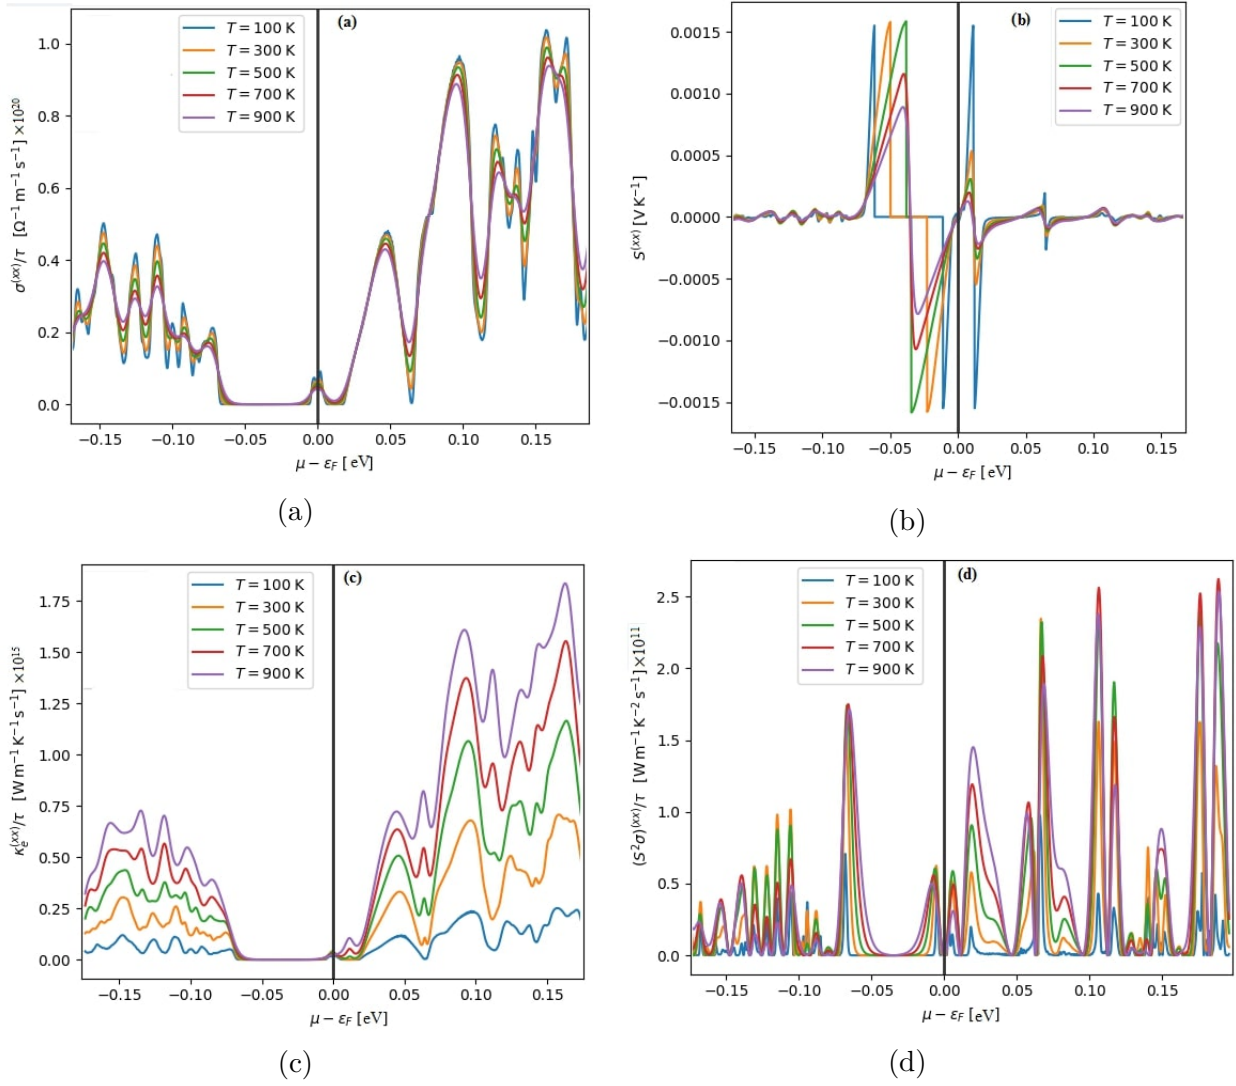 (a)
T = 100 K
T = 300 K
T = 500 K
T = 700 K
T = 900 K
1.0
0.8
0.6
0.4
0.2
0.0
σ^(xx)/τ [Ω⁻¹ m⁻¹ s⁻¹] ×10²⁰
−0.15 −0.10 −0.05 0.00 0.05 0.10 0.15
μ − ε_F [ eV]
(a)
(b)
T = 100 K
T = 300 K
T = 500 K
T = 700 K
T = 900 K
0.0015
0.0010
0.0005
0.0000
−0.0005
−0.0010
−0.0015
S^(xx) [V K⁻¹]
−0.15 −0.10 −0.05 0.00 0.05 0.10 0.15
μ − ε_F [ eV]
(b)
(c)
T = 100 K
T = 300 K
T = 500 K
T = 700 K
T = 900 K
1.75
1.50
1.25
1.00
0.75
0.50
0.25
0.00
κ_e^(xx)/τ [W m⁻¹ K⁻¹ s⁻¹] ×10¹⁵
−0.15 −0.10 −0.05 0.00 0.05 0.10 0.15
μ − ε_F [eV]
(c)
(d)
T = 100 K
T = 300 K
T = 500 K
T = 700 K
T = 900 K
2.5
2.0
1.5
1.0
0.5
0.0
(S²σ)^(xx)/τ [W m⁻¹ K⁻² s⁻¹] ×10¹¹
−0.15 −0.10 −0.05 0.00 0.05 0.10 0.15
μ − ε_F [eV]
(d)